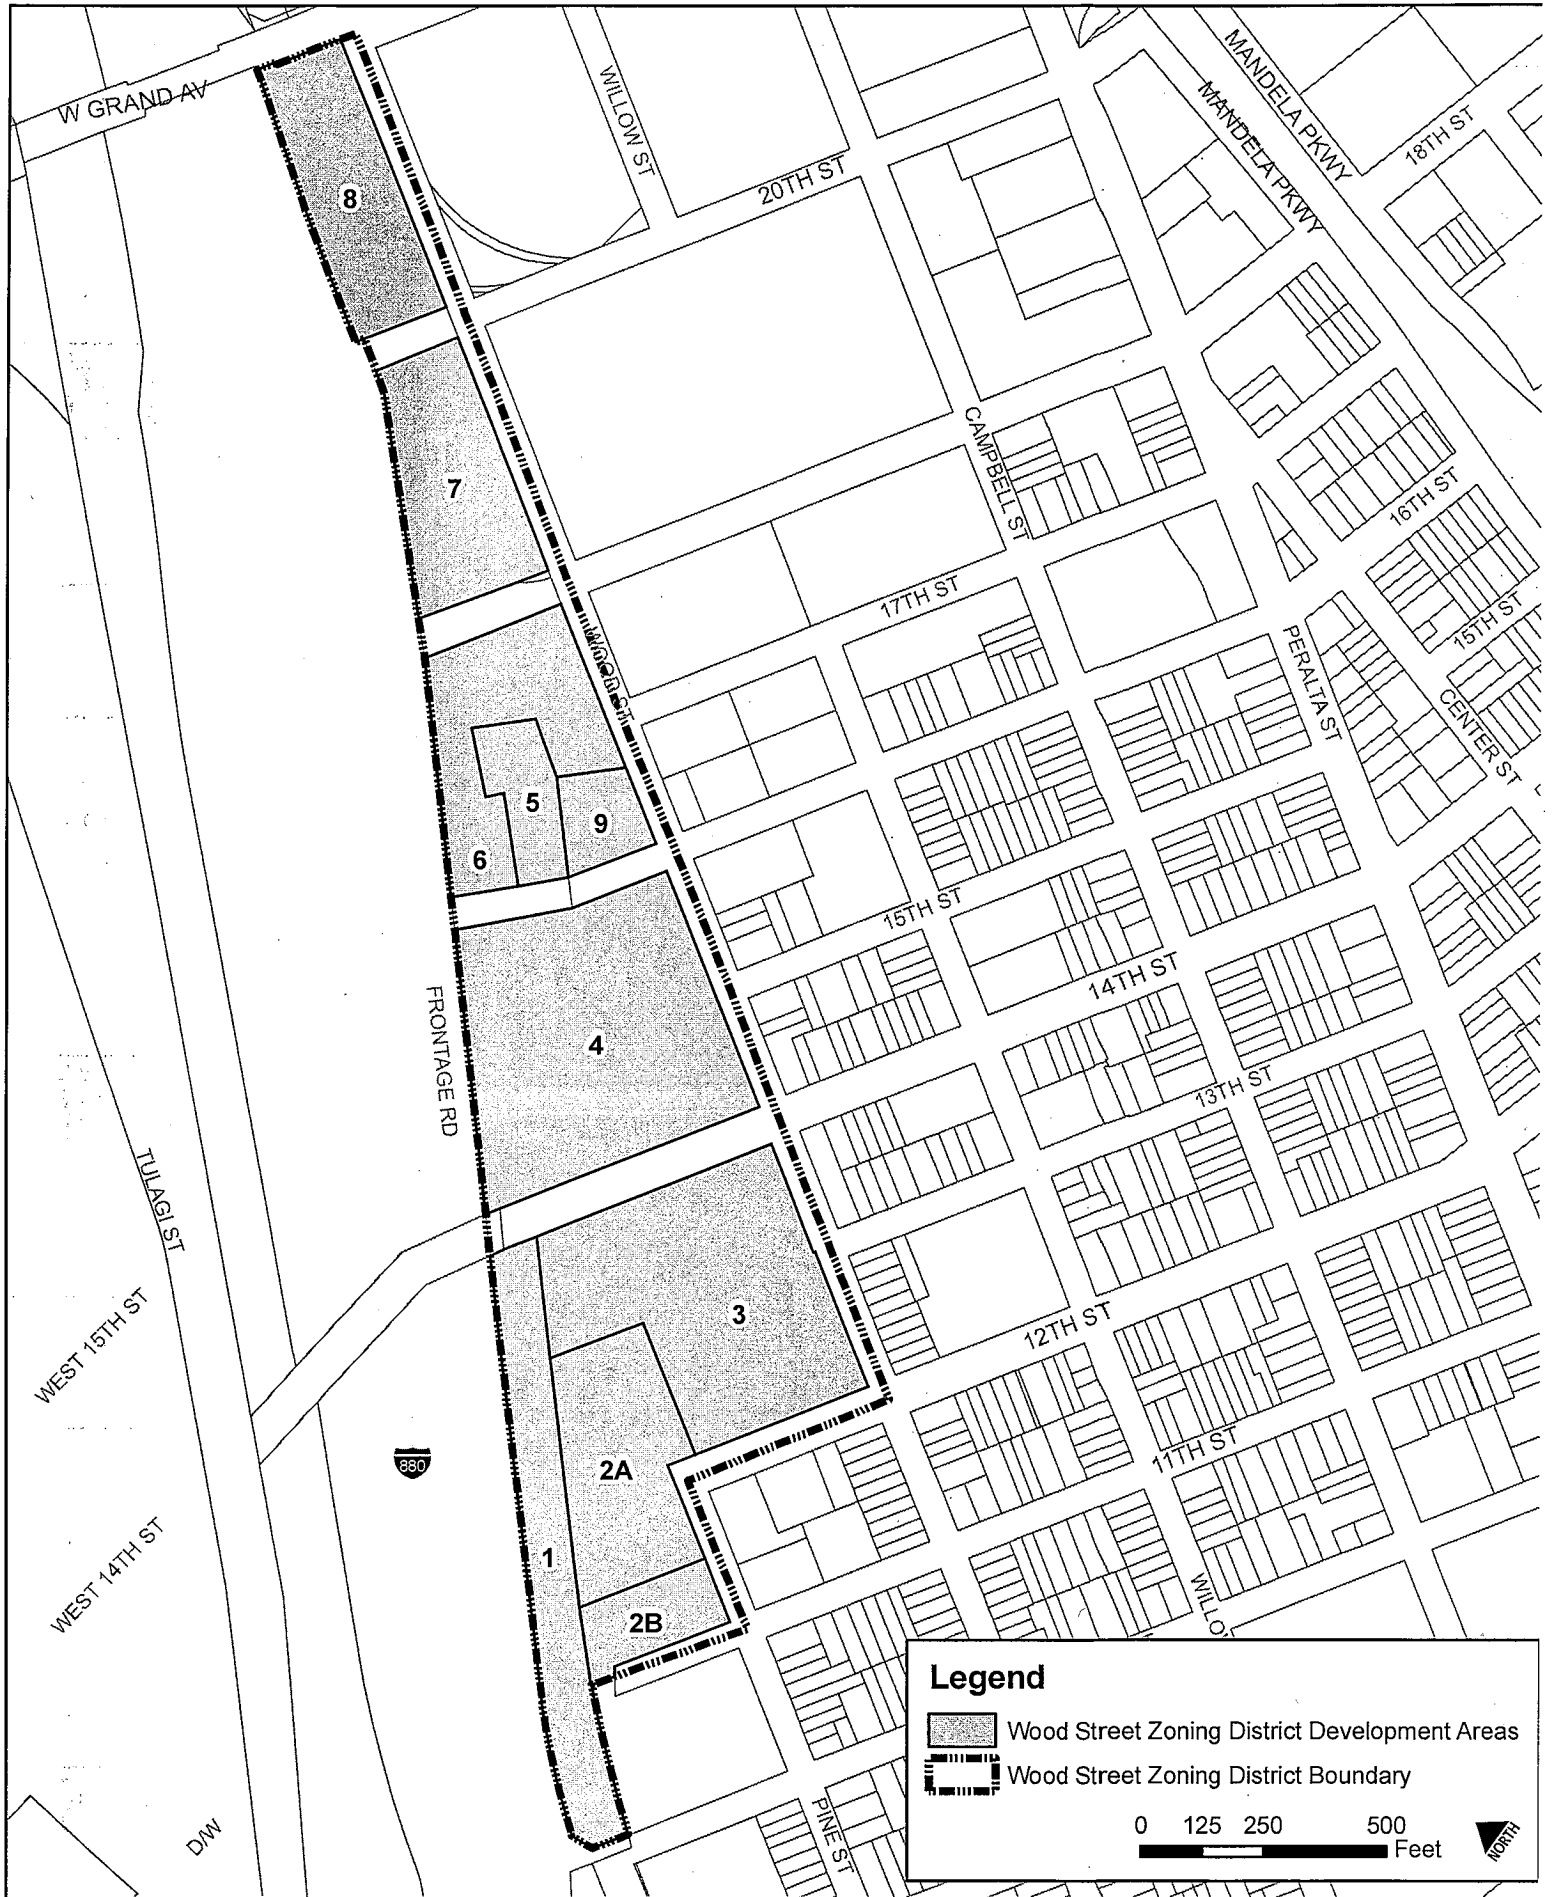 W GRAND AV
WILLOW ST
MANDELA PKWY
MANDELA PKWY
18TH ST
20TH ST
8
7
CAMPBELL ST
16TH ST
17TH ST
15TH ST
PERALTA ST
CENTER ST
WOOD ST
5
9
6
15TH ST
14TH ST
FRONTAGE RD
4
13TH ST
TULAGI ST
WEST 15TH ST
3
12TH ST
880
2A
11TH ST
WEST 14TH ST
1
2B
WILLO
PINE ST
D/W
Legend
Wood Street Zoning District Development Areas
Wood Street Zoning District Boundary
0 125 250 500
Feet
NORTH